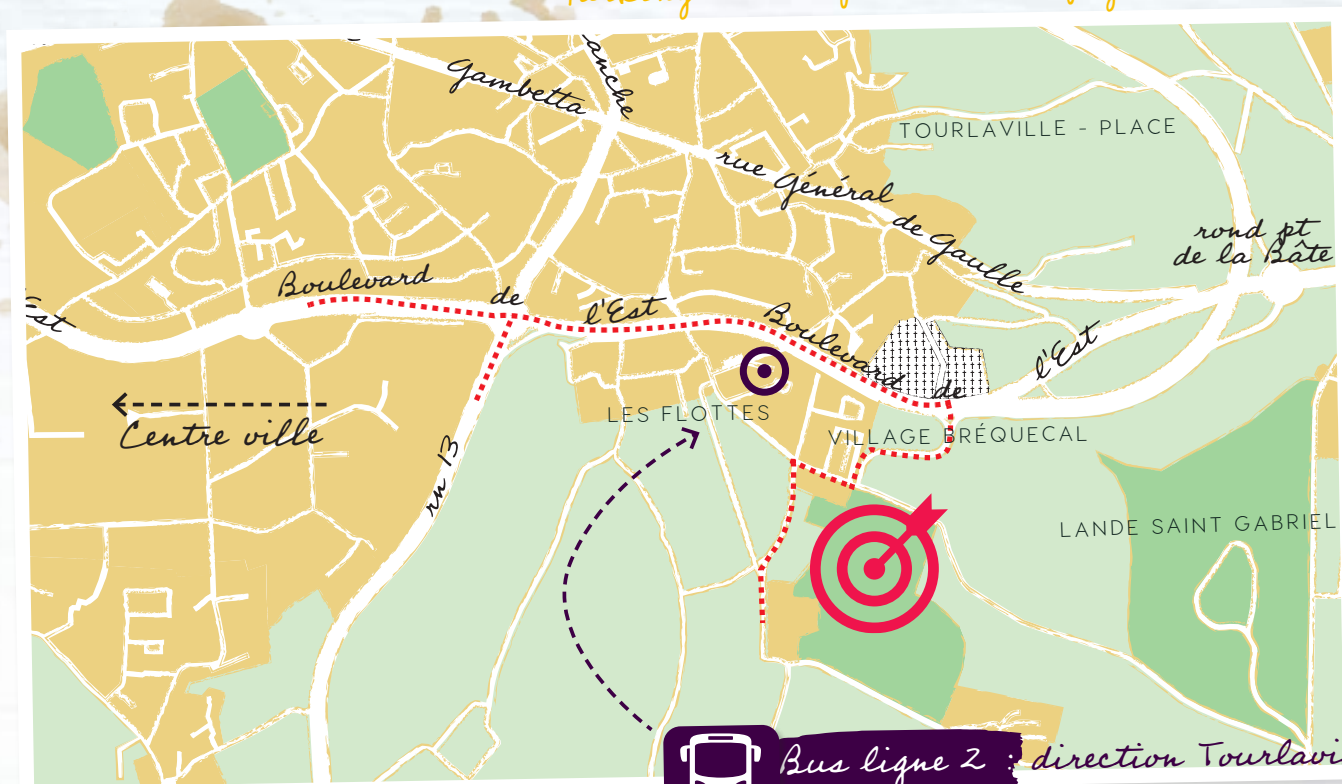 Gambetta
rue Général
de Gaulle
TOURLAVILLE - PLACE
rond pt
de la Bâte
Boulevard
de
l'Est
Boulevard
de
l'Est
Est
Centre ville
LES FLOTTES
VILLAGE BRÉQUECAL
rn 13
LANDE SAINT GABRIEL
Bus ligne 2 : direction Tourlavi